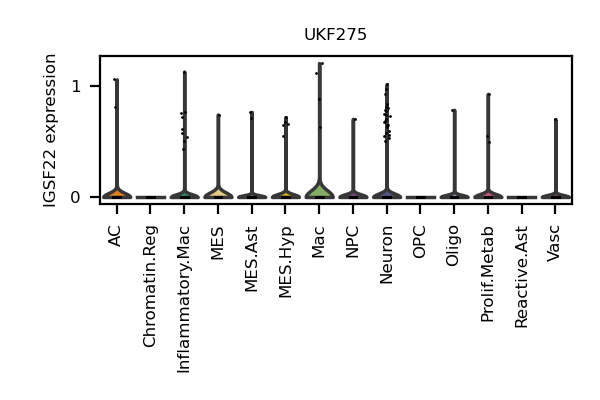 UKF275
IGSF22 expression
1
0
AC
Chromatin.Reg
Inflammatory.Mac
MES
MES.Ast
MES.Hyp
Mac
NPC
Neuron
OPC
Oligo
Prolif.Metab
Reactive.Ast
Vasc